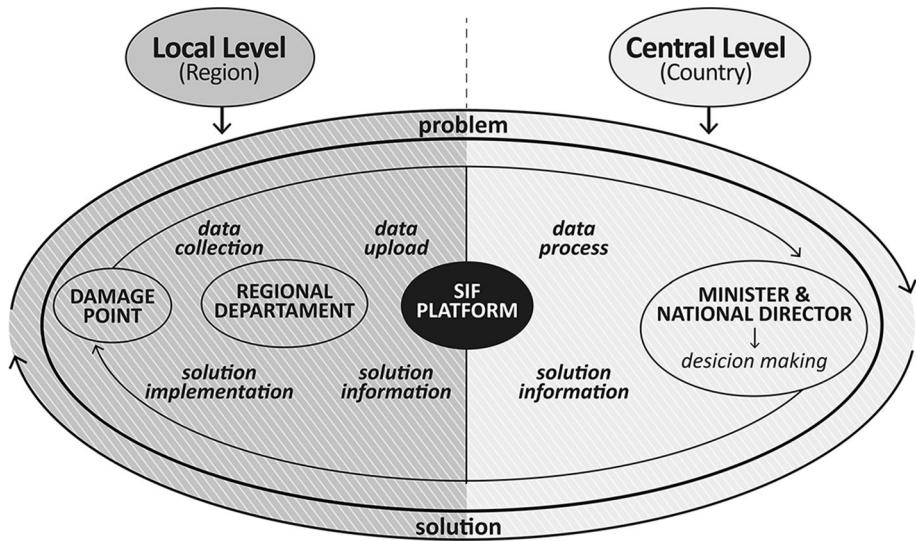 Local Level
(Region)
Central Level
(Country)
problem
data
collection
data
upload
data
process
DAMAGE
POINT
REGIONAL
DEPARTAMENT
SIF
PLATFORM
MINISTER &
NATIONAL DIRECTOR
desicion making
solution
implementation
solution
information
solution
information
solution